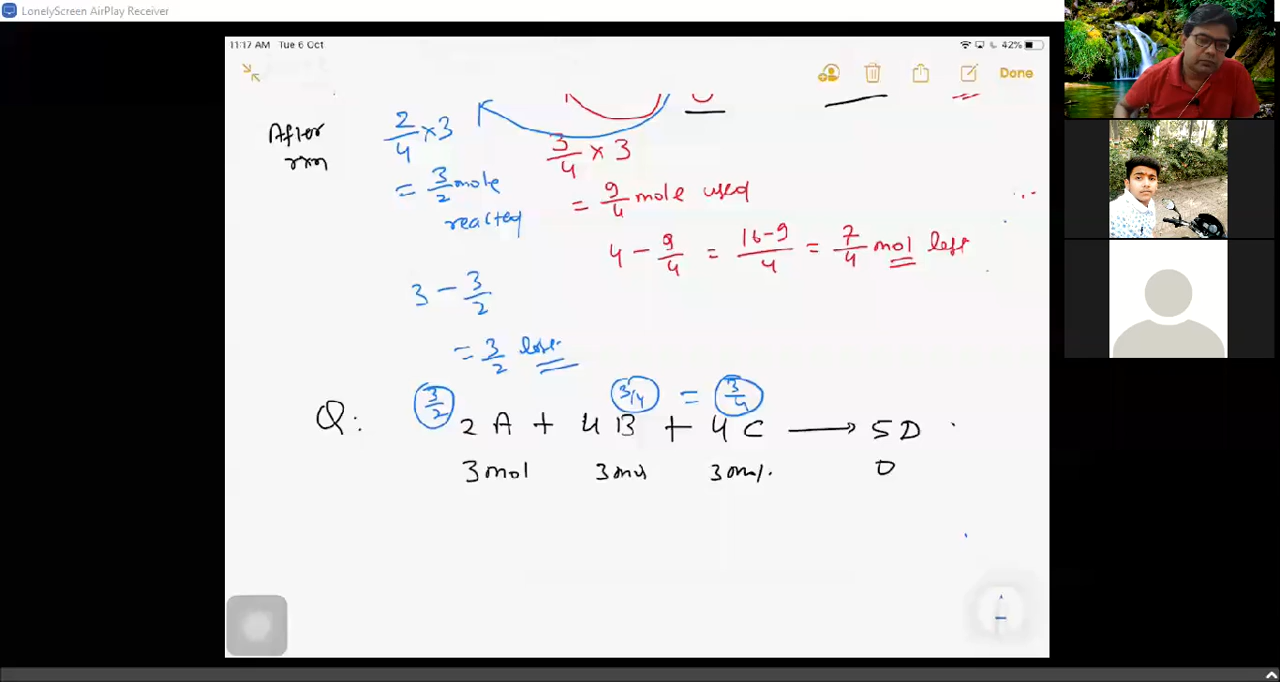 LonelyScreen AirPlay Receiver
11:17 AM Tue 6 Oct
42%
Done
After rxn
2/4 × 3
= 3/2 mole reacted
3 - 3/2
= 3/2 left
3/4 × 3
= 9/4 mole used
4 - 9/4 = 16-9/4 = 7/4 mol left
3/2 3/4 = 3/4
Q: 2A + 4B + 4C → 5D
3mol 3mol 3mol. 0